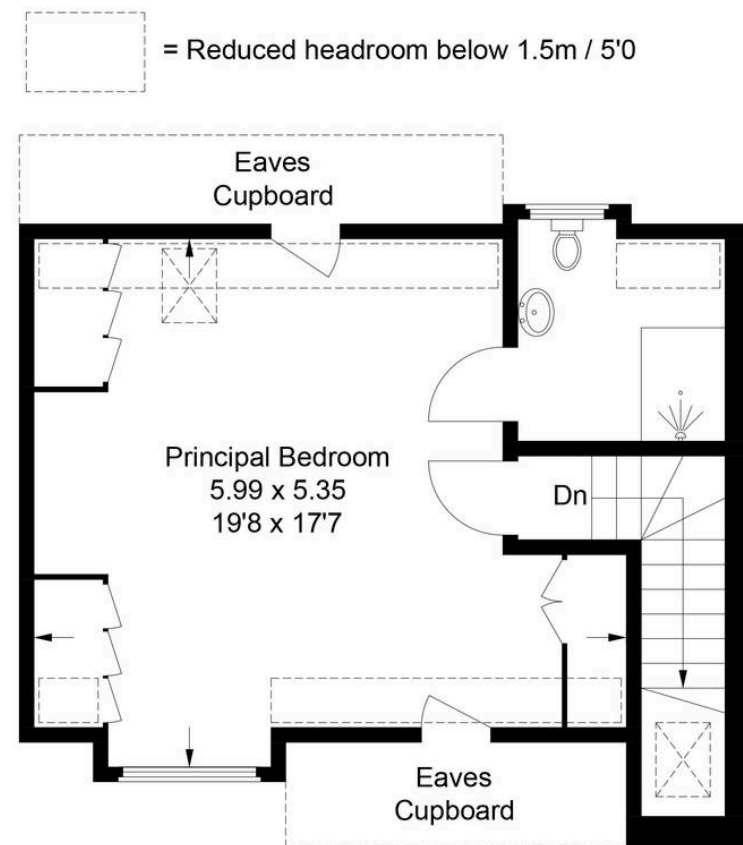 = Reduced headroom below 1.5m / 5'0
Eaves
Cupboard
Principal Bedroom
5.99 x 5.35
19'8 x 17'7
Dn
Eaves
Cupboard